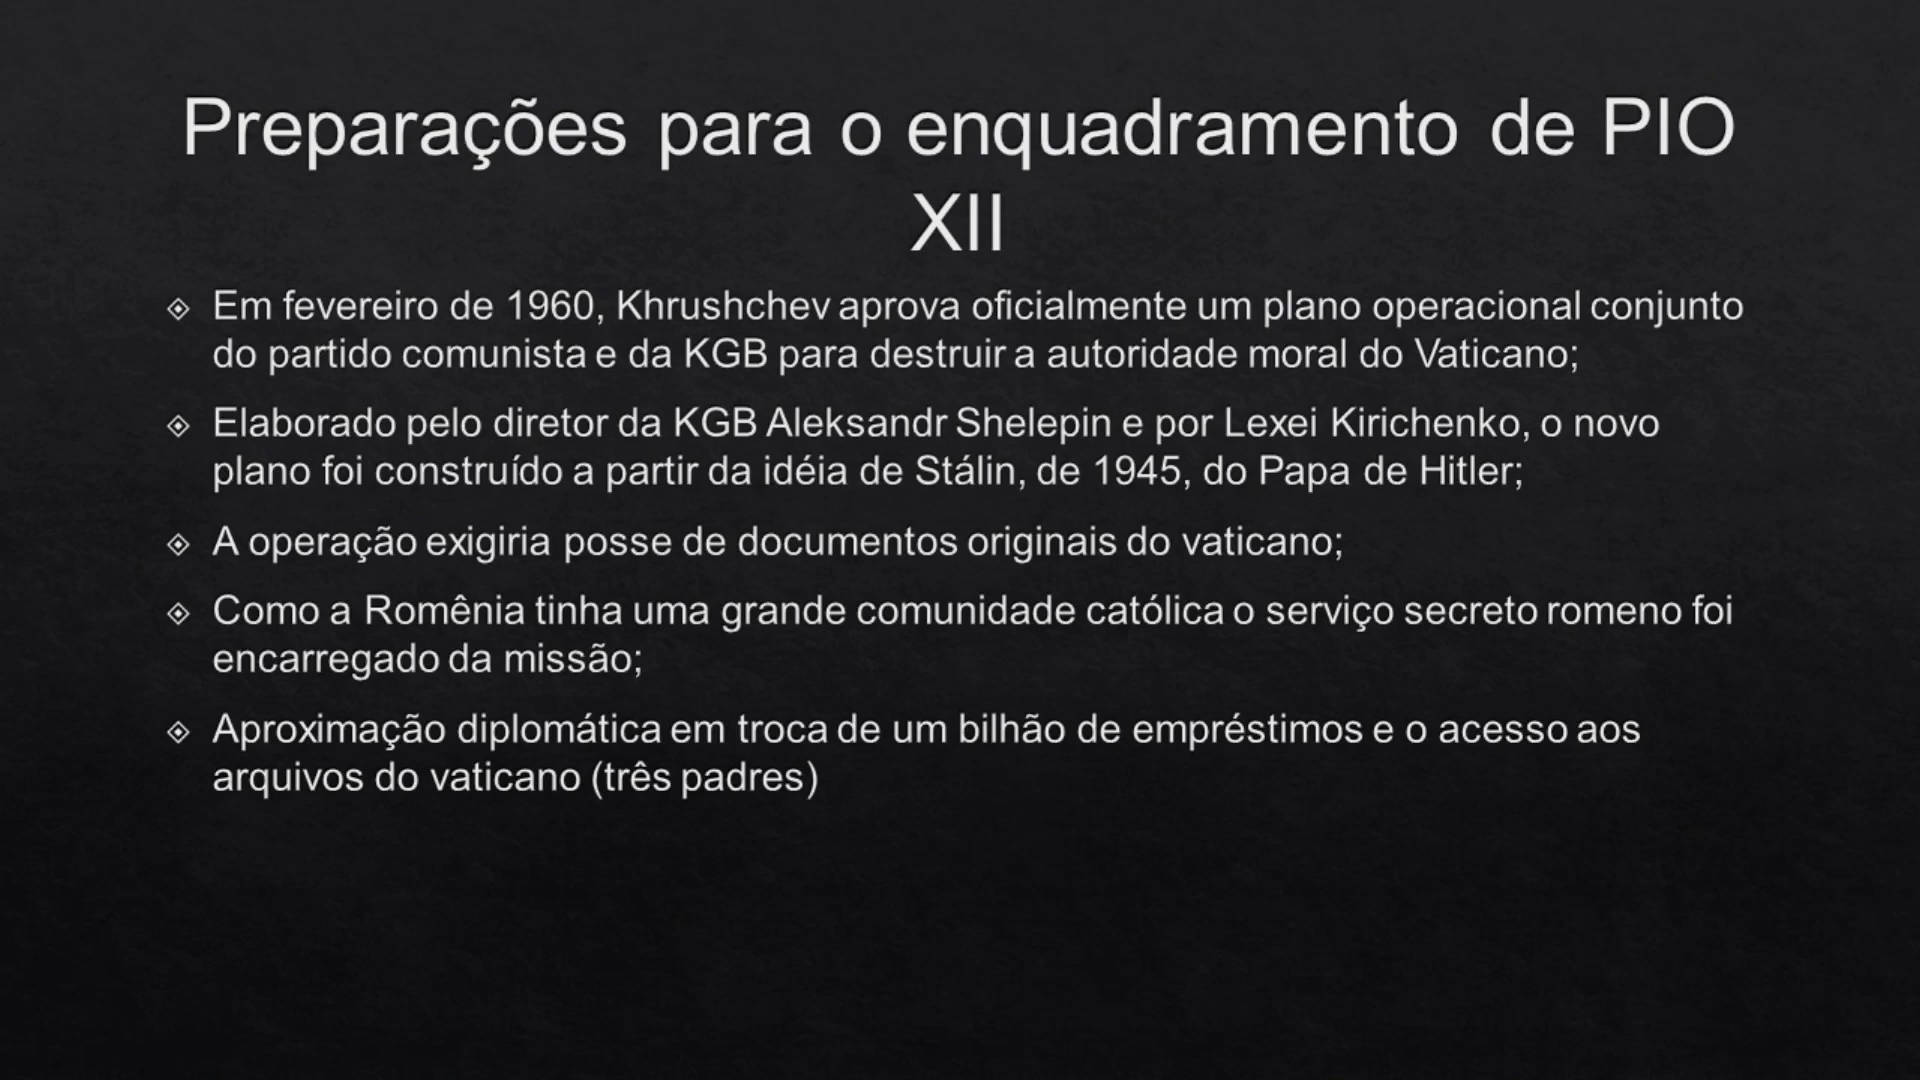 Preparações para o enquadramento de PIO
XII
Em fevereiro de 1960, Khrushchev aprova oficialmente um plano operacional conjunto
do partido comunista e da KGB para destruir a autoridade moral do Vaticano;
Elaborado pelo diretor da KGB Aleksandr Shelepin e por Lexei Kirichenko, o novo
plano foi construído a partir da idéia de Stálin, de 1945, do Papa de Hitler;
A operação exigiria posse de documentos originais do vaticano;
Como a Romênia tinha uma grande comunidade católica o serviço secreto romeno foi
encarregado da missão;
Aproximação diplomática em troca de um bilhão de empréstimos e o acesso aos
arquivos do vaticano (três padres)